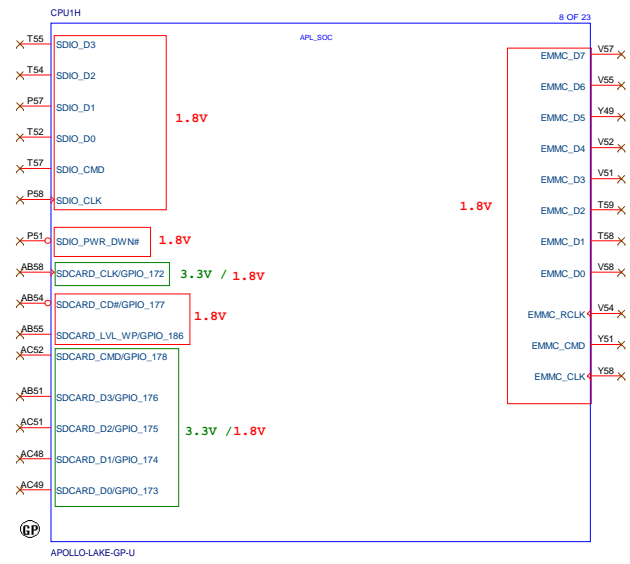 CPU1H
8 OF 23
APL_SOC
T55 SDIO_D3
T54 SDIO_D2
P57 SDIO_D1
T52 SDIO_D0
T57 SDIO_CMD
P58 SDIO_CLK
1.8V
P51 SDIO_PWR_DWN# 1.8V
AB58 SDCARD_CLK/GPIO_172 3.3V / 1.8V
AB54 SDCARD_CD#/GPIO_177
1.8V
AB55 SDCARD_LVL_WP/GPIO_186
AC52 SDCARD_CMD/GPIO_178
AB51 SDCARD_D3/GPIO_176
AC51 SDCARD_D2/GPIO_175
3.3V /1.8V
AC48 SDCARD_D1/GPIO_174
AC49 SDCARD_D0/GPIO_173
EMMC_D7 V57
EMMC_D6 V55
EMMC_D5 Y49
EMMC_D4 V52
EMMC_D3 V51
1.8V
EMMC_D2 T59
EMMC_D1 T58
EMMC_D0 V58
EMMC_RCLK V54
EMMC_CMD Y51
EMMC_CLK Y58
GP
APOLLO-LAKE-GP-U